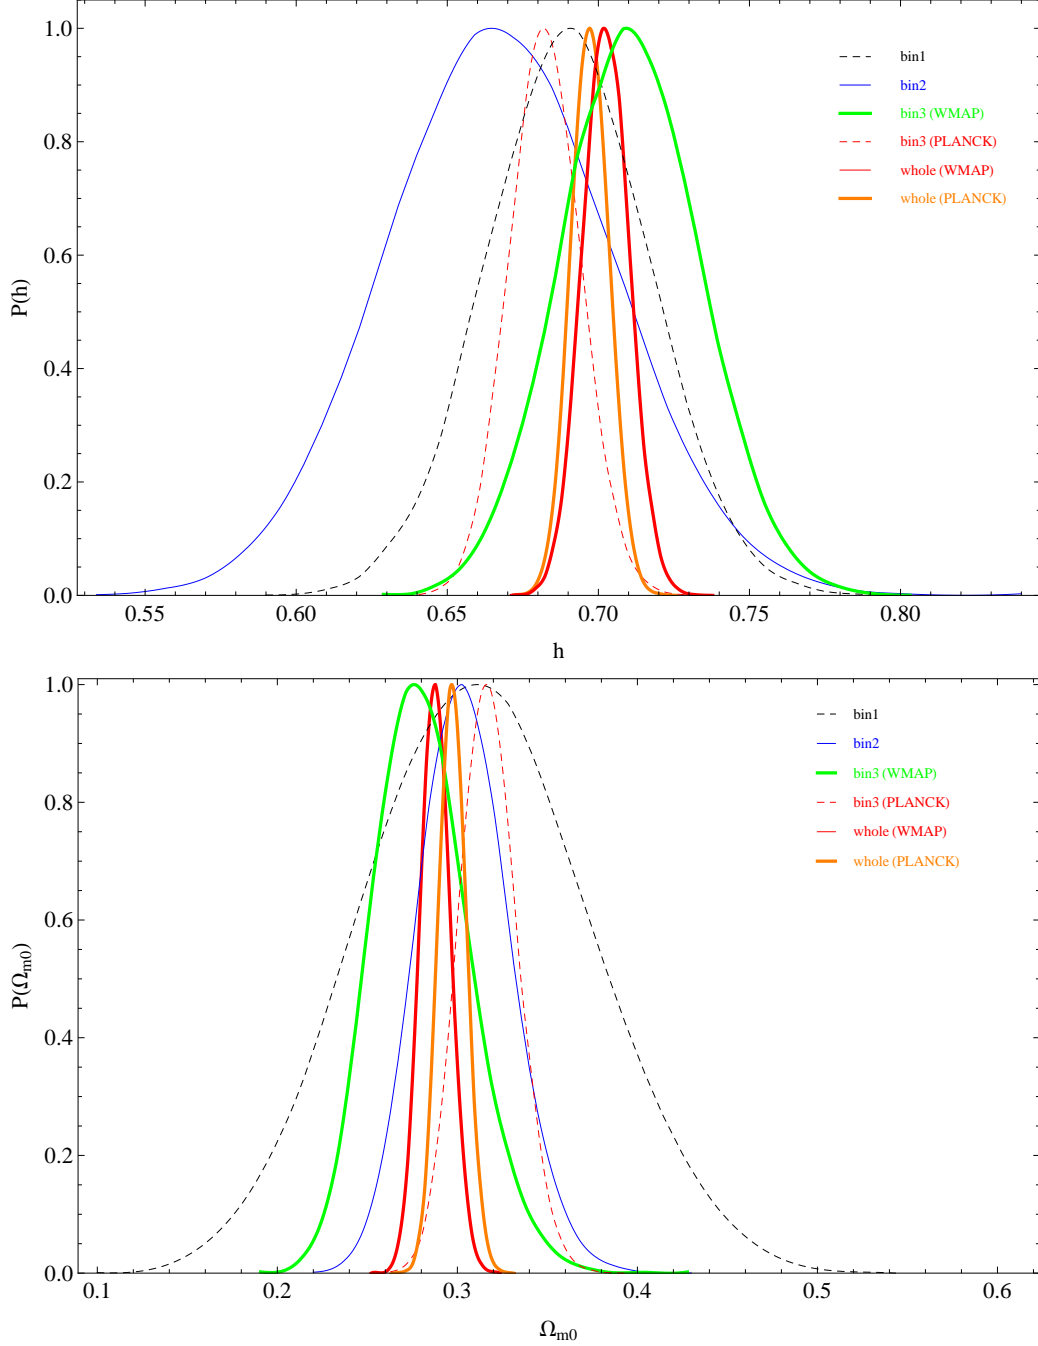 1.0
0.8
0.6
0.4
0.2
0.0
P(h)
bin1
bin2
bin3 (WMAP)
bin3 (PLANCK)
whole (WMAP)
whole (PLANCK)
0.55 0.60 0.65 0.70 0.75 0.80
h
1.0
0.8
0.6
0.4
0.2
0.0
P(Ωm0)
bin1
bin2
bin3 (WMAP)
bin3 (PLANCK)
whole (WMAP)
whole (PLANCK)
0.1 0.2 0.3 0.4 0.5 0.6
Ωm0